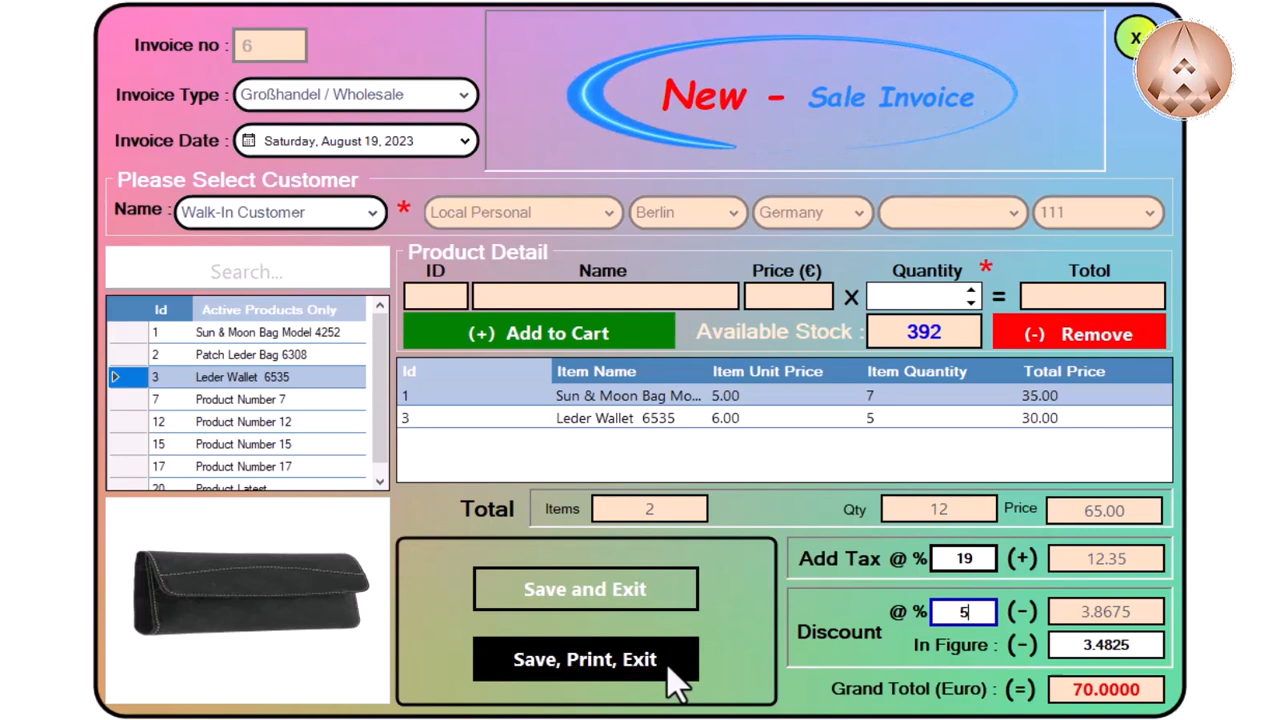 Invoice no : 6
X
Invoice Type : Großhandel / Wholesale
New - Sale Invoice
Invoice Date : Saturday, August 19, 2023
Please Select Customer
Name : Walk-In Customer * Local Personal Berlin Germany 111
Search...
Product Detail
ID Name Price (€) Quantity * Totol
X =
(+) Add to Cart Available Stock : 392 (-) Remove
Id Active Products Only
1 Sun & Moon Bag Model 4252
2 Patch Leder Bag 6308
3 Leder Wallet 6535
7 Product Number 7
12 Product Number 12
15 Product Number 15
17 Product Number 17
20 Product Latest
Id Item Name Item Unit Price Item Quantity Total Price
1 Sun & Moon Bag Mo... 5.00 7 35.00
3 Leder Wallet 6535 6.00 5 30.00
Total Items 2 Qty 12 Price 65.00
Save and Exit
Save, Print, Exit
Add Tax @ % 19 (+) 12.35
Discount @ % 5 (-) 3.8675
In Figure : (-) 3.4825
Grand Totol (Euro) : (=) 70.0000